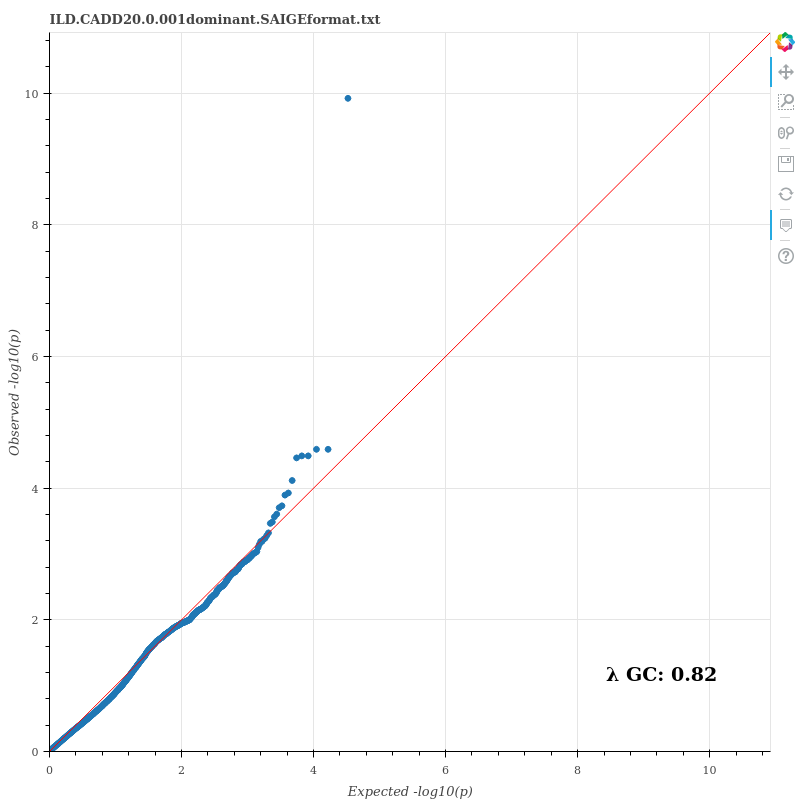 ILD.CADD20.0.001dominant.SAIGEformat.txt
10
8
6
4
2
0
Observed -log10(p)
λ GC: 0.82
0 2 4 6 8 10
Expected -log10(p)